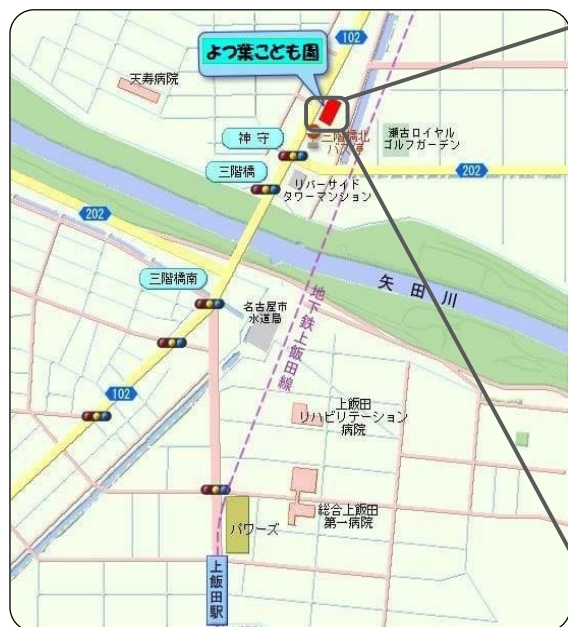 102
よつ葉こども園
天寿病院
三階橋北
バス停
瀬古ロイヤル
ゴルフガーデン
神守
三階橋
リバーサイド
タワーマンション
202
202
矢田川
三階橋南
名古屋市
水道局
地下鉄上飯田線
102
上飯田
リハビリテーション
病院
総合上飯田
第一病院
パワーズ
上飯田駅